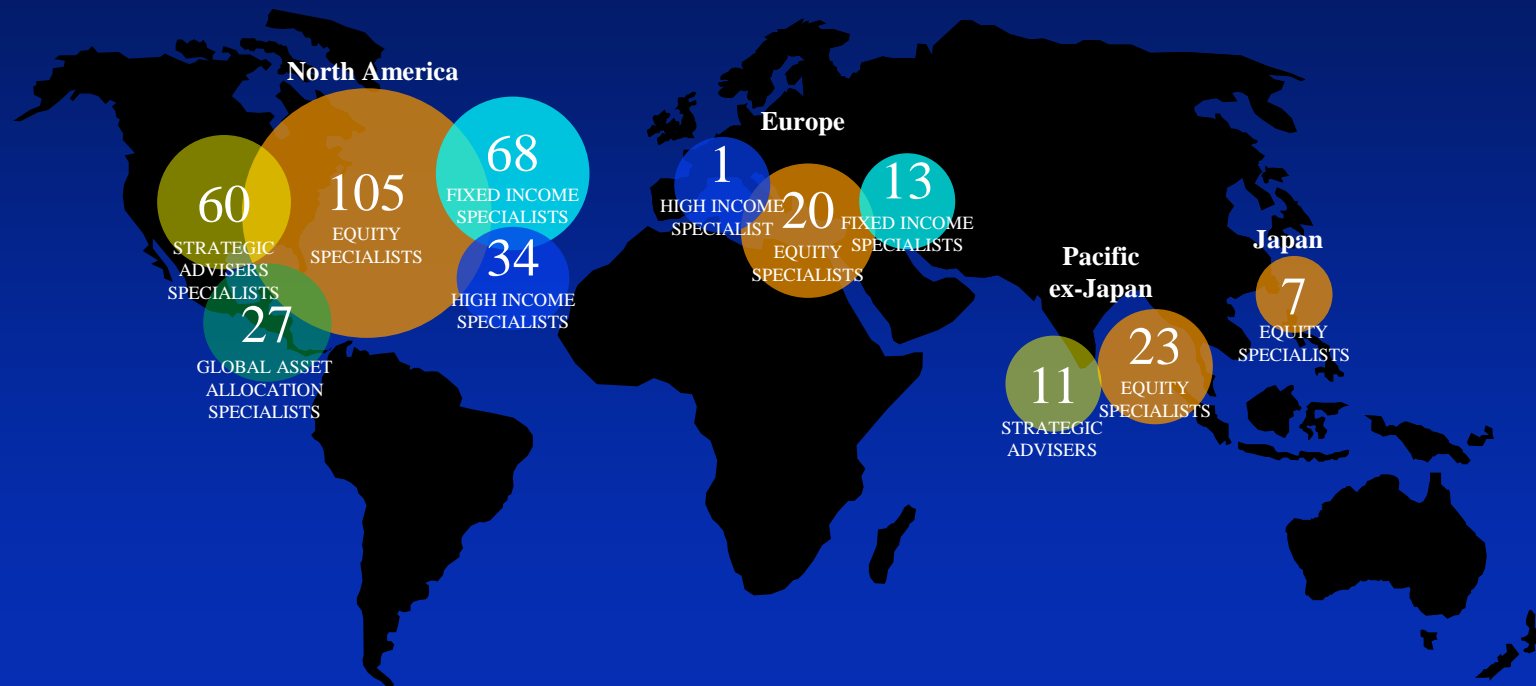 North America
60
STRATEGIC
ADVISERS
SPECIALISTS
105
EQUITY
SPECIALISTS
68
FIXED INCOME
SPECIALISTS
34
HIGH INCOME
SPECIALISTS
27
GLOBAL ASSET
ALLOCATION
SPECIALISTS
Europe
1
HIGH INCOME
SPECIALIST
20
EQUITY
SPECIALISTS
13
FIXED INCOME
SPECIALISTS
Pacific
ex-Japan
11
STRATEGIC
ADVISERS
23
EQUITY
SPECIALISTS
Japan
7
EQUITY
SPECIALISTS